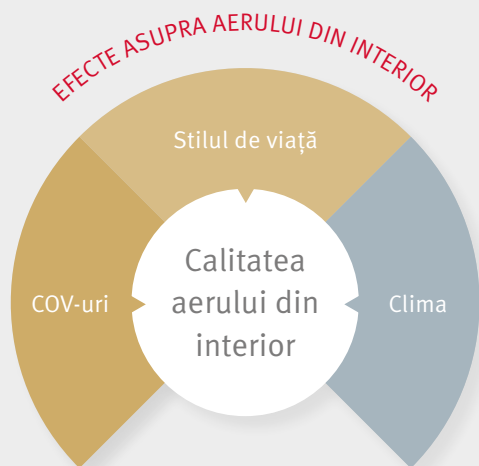 EFECTE ASUPRA AERULUI DIN INTERIOR
Stilul de viață
COV-uri
Calitatea
aerului din
interior
Clima